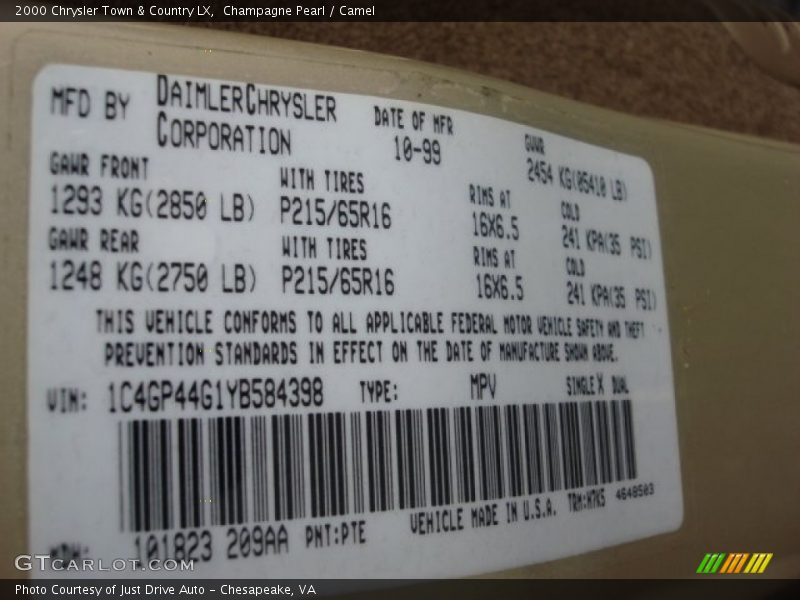 2000 Chrysler Town & Country LX, Champagne Pearl / Camel
MFD BY DAIMLERCHRYSLER CORPORATION
DATE OF MFR 10-99
GVWR 2454 KG(05410 LB)
GAWR FRONT WITH TIRES RIMS AT COLD
1293 KG(2850 LB) P215/65R16 16X6.5 241 KPA(35 PSI)
GAWR REAR WITH TIRES RIMS AT COLD
1248 KG(2750 LB) P215/65R16 16X6.5 241 KPA(35 PSI)
THIS VEHICLE CONFORMS TO ALL APPLICABLE FEDERAL MOTOR VEHICLE SAFETY AND THEFT
PREVENTION STANDARDS IN EFFECT ON THE DATE OF MANUFACTURE SHOWN ABOVE.
VIN: 1C4GP44G1YB584398 TYPE: MPV SINGLE X DUAL
101823 209AA PNT:PTE VEHICLE MADE IN U.S.A. TRM:H7K5 4648503
GTCARLOT.COM
Photo Courtesy of Just Drive Auto - Chesapeake, VA